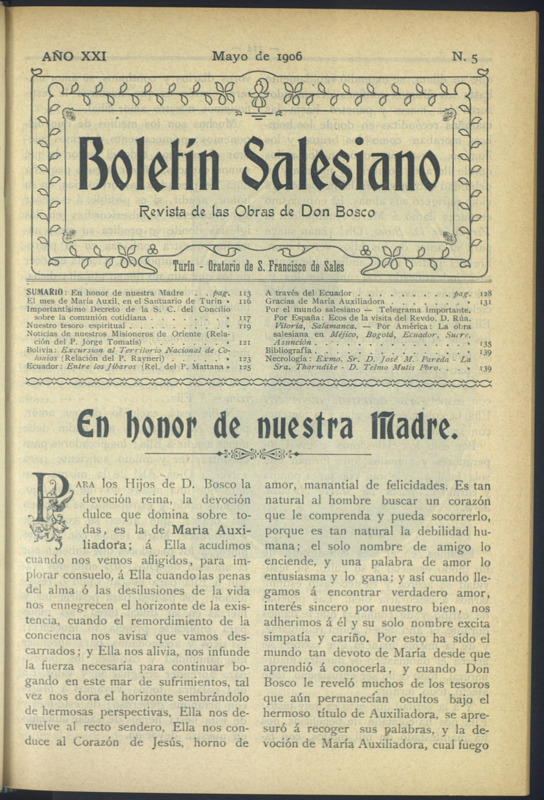 AÑO XXI Mayo de 1906 N. 5
Boletín Salesiano
Revista de las Obras de Don Bosco
Turín - Oratorio de S. Francisco de Sales
SUMARIO: En honor de nuestra Madre . . pag. 113
El mes de María Auxil. en el Santuario de Turín » 116
Importantísimo Decreto de la S. C. del Concilio
sobre la comunión cotidiana . . . . . » 117
Nuestro tesoro espiritual . . . . . . » 119
Noticias de nuestros Misioneros de Oriente (Rela-
ción del P. Jorge Tomatis) . . . . . » 121
Bolivia: Excursion al Territorio Nacional de Co-
lonias (Relación del P. Rayneri) . . . » 123
Ecuador: Entre los Jíbaros (Rel. del P. Mattana » 125
A través del Ecuador . . . . . . . pag. 128
Gracias de María Auxiliadora . . . . . » 131
Por el mundo salesiano — Telegrama Importante.
Por España: Ecos de la visita del Revdo. D. Rúa,
Vitoria, Salamanca. — Por América: La obra
salesiana en Méjico, Bogotá, Ecuador, Sucre,
Asunción . . . . . . . . . » 135
Bibliografía . . . . . . . . . » 139
Necrología: Exmo. Sr. D. José M. Pareda - La
Sra. Thorndike - D. Telmo Mutis Pbro. . . » 139
En honor de nuestra Madre.
PARA los Hijos de D. Bosco la
devoción reina, la devoción
dulce que domina sobre to-
das, es la de Maria Auxi-
liadora; á Ella acudimos
cuando nos vemos afligidos, para im-
plorar consuelo, á Ella cuando las penas
del alma ó las desilusiones de la vida
nos ennegrecen el horizonte de la exis-
tencia, cuando el remordimiento de la
conciencia nos avisa que vamos des-
carriados; y Ella nos alivia, nos infunde
la fuerza necesaria para continuar bo-
gando en este mar de sufrimientos, tal
vez nos dora el horizonte sembrándolo
de hermosas perspectivas, Ella nos de-
vuelve al recto sendero, Ella nos con-
duce al Corazón de Jesús, horno de
amor, manantial de felicidades. Es tan
natural al hombre buscar un corazón
que le comprenda y pueda socorrerlo,
porque es tan natural la debilidad hu-
mana; el solo nombre de amigo lo
enciende, y una palabra de amor lo
entusiasma y lo gana; y así cuando lle-
gamos á encontrar verdadero amor,
interés sincero por nuestro bien, nos
adherimos á él y su solo nombre excita
simpatía y cariño. Por esto ha sido el
mundo tan devoto de María desde que
aprendió á conocerla, y cuando Don
Bosco le reveló muchos de los tesoros
que aún permanecían ocultos bajo el
hermoso título de Auxiliadora, se apre-
suró á recoger sus palabras, y la de-
voción de María Auxiliadora, cual fuego